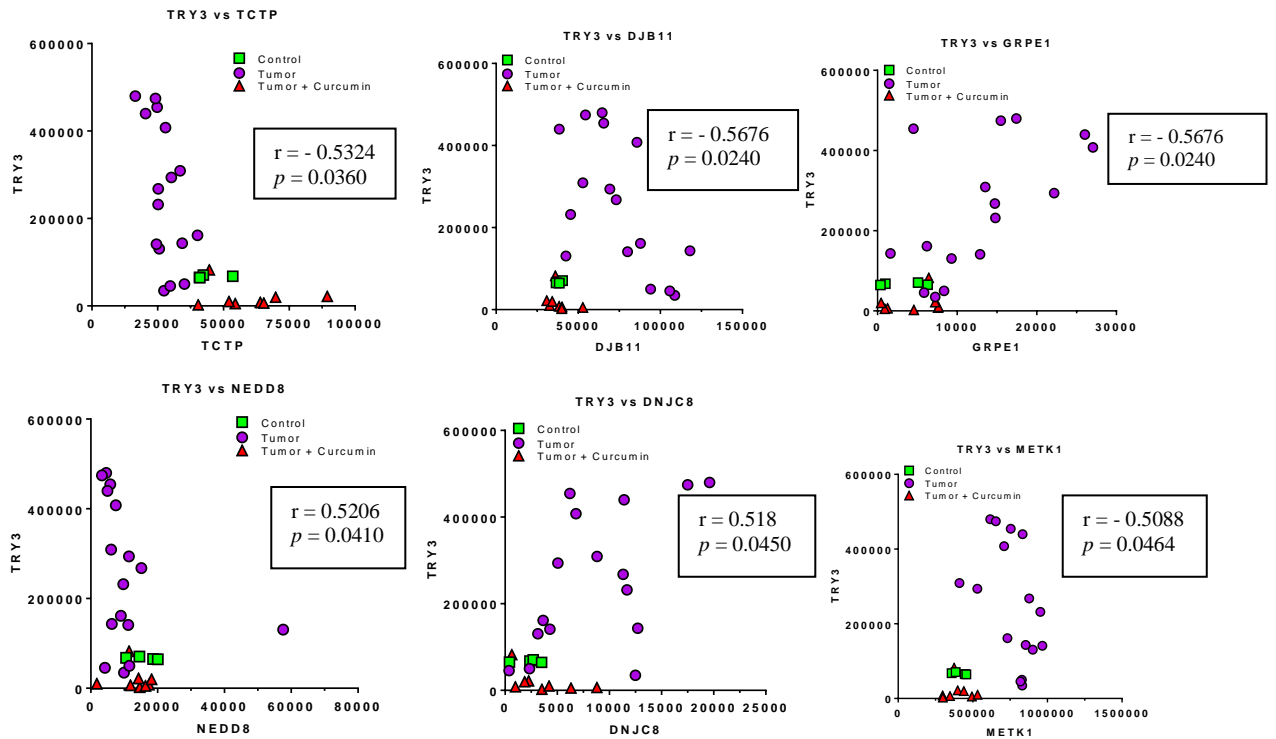 TRY3 vs TCTP
Control
Tumor
Tumor + Curcumin
r = - 0.5324
p = 0.0360
TRY3
600000
400000
200000
0
0
25000
50000
75000
100000
TCTP
TRY3 vs DJB11
Control
Tumor
Tumor + Curcumin
r = - 0.5676
p = 0.0240
TRY3
600000
400000
200000
0
0
50000
100000
150000
DJB11
TRY3 vs GRPE1
Control
Tumor
Tumor + Curcumin
r = - 0.5676
p = 0.0240
TRY3
600000
400000
200000
0
0
10000
20000
30000
GRPE1
TRY3 vs NEDD8
Control
Tumor
Tumor + Curcumin
r = 0.5206
p = 0.0410
TRY3
600000
400000
200000
0
0
20000
40000
60000
80000
NEDD8
TRY3 vs DNJC8
Control
Tumor
Tumor + Curcumin
r = 0.518
p = 0.0450
TRY3
600000
400000
200000
0
0
5000
10000
15000
20000
25000
DNJC8
TRY3 vs METK1
Control
Tumor
Tumor + Curcumin
r = - 0.5088
p = 0.0464
TRY3
600000
400000
200000
0
0
500000
1000000
1500000
METK1